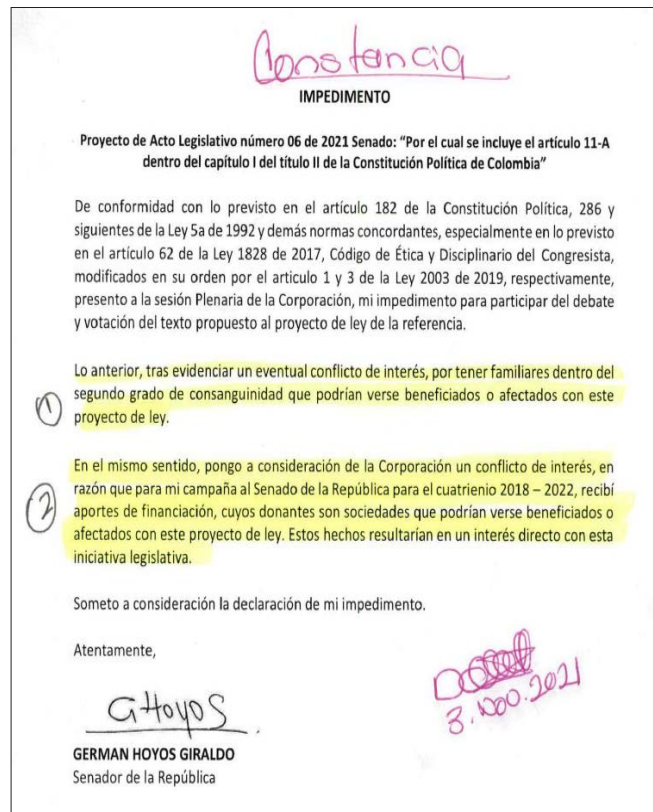 Constancia
IMPEDIMENTO
Proyecto de Acto Legislativo número 06 de 2021 Senado: “Por el cual se incluye el artículo 11-A
dentro del capítulo I del título II de la Constitución Política de Colombia”
De conformidad con lo previsto en el artículo 182 de la Constitución Política, 286 y
siguientes de la Ley 5a de 1992 y demás normas concordantes, especialmente en lo previsto
en el artículo 62 de la Ley 1828 de 2017, Código de Ética y Disciplinario del Congresista,
modificados en su orden por el articulo 1 y 3 de la Ley 2003 de 2019, respectivamente,
presento a la sesión Plenaria de la Corporación, mi impedimento para participar del debate
y votación del texto propuesto al proyecto de ley de la referencia.
Lo anterior, tras evidenciar un eventual conflicto de interés, por tener familiares dentro del
segundo grado de consanguinidad que podrían verse beneficiados o afectados con este
1 proyecto de ley.
En el mismo sentido, pongo a consideración de la Corporación un conflicto de interés, en
razón que para mi campaña al Senado de la República para el cuatrienio 2018 – 2022, recibí
2 aportes de financiación, cuyos donantes son sociedades que podrían verse beneficiados o
afectados con este proyecto de ley. Estos hechos resultarían en un interés directo con esta
iniciativa legislativa.
Someto a consideración la declaración de mi impedimento.
Atentamente,
GHoyos
3. nov. 2021
GERMAN HOYOS GIRALDO
Senador de la República